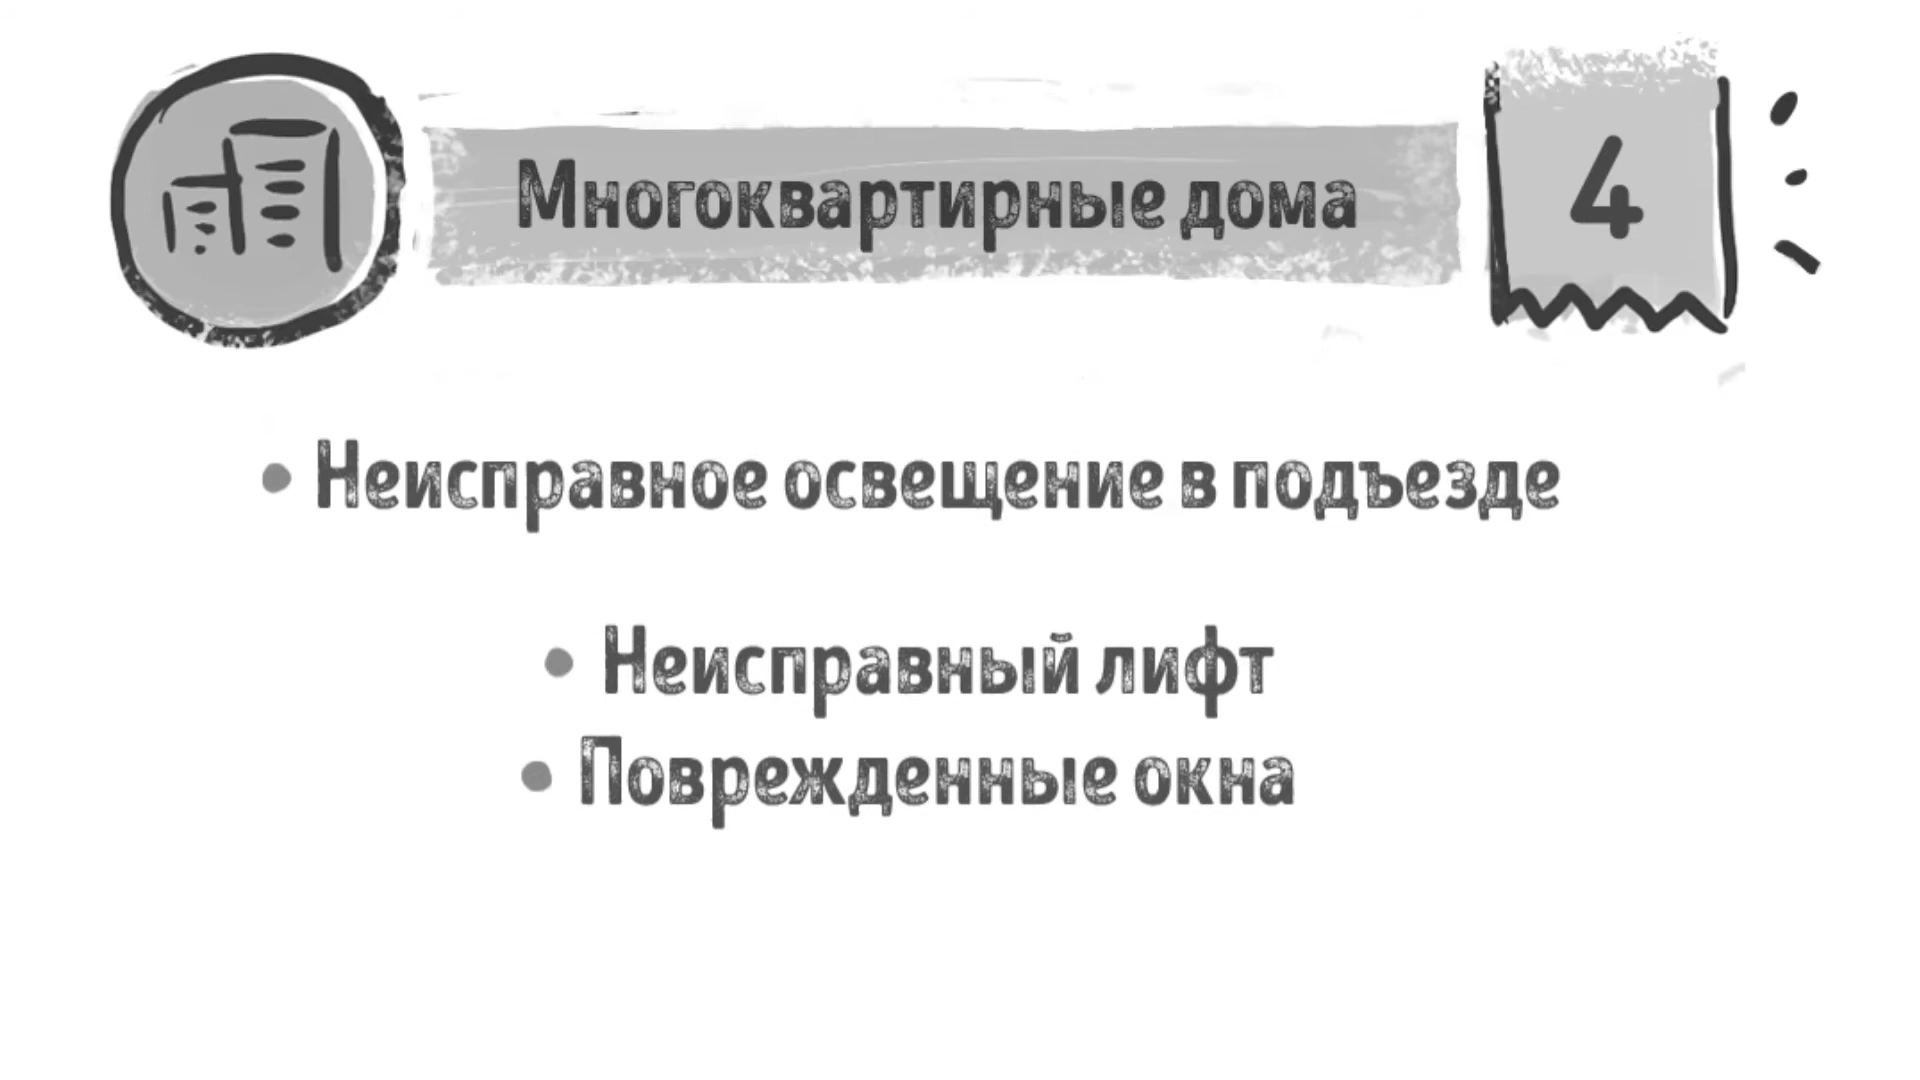 Многоквартирные дома
4
• Неисправное освещение в подъезде
• Неисправный лифт
• Поврежденные окна